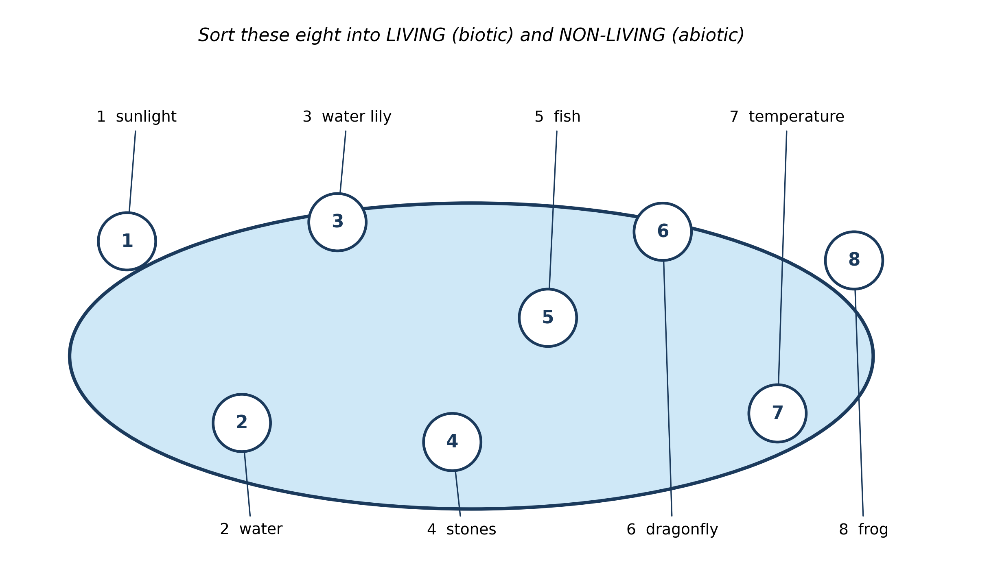 Sort these eight into LIVING (biotic) and NON-LIVING (abiotic)
1  sunlight
3  water lily
5  fish
7  temperature
3
6
1
8
5
7
2
4
2  water
4  stones
6  dragonfly
8  frog